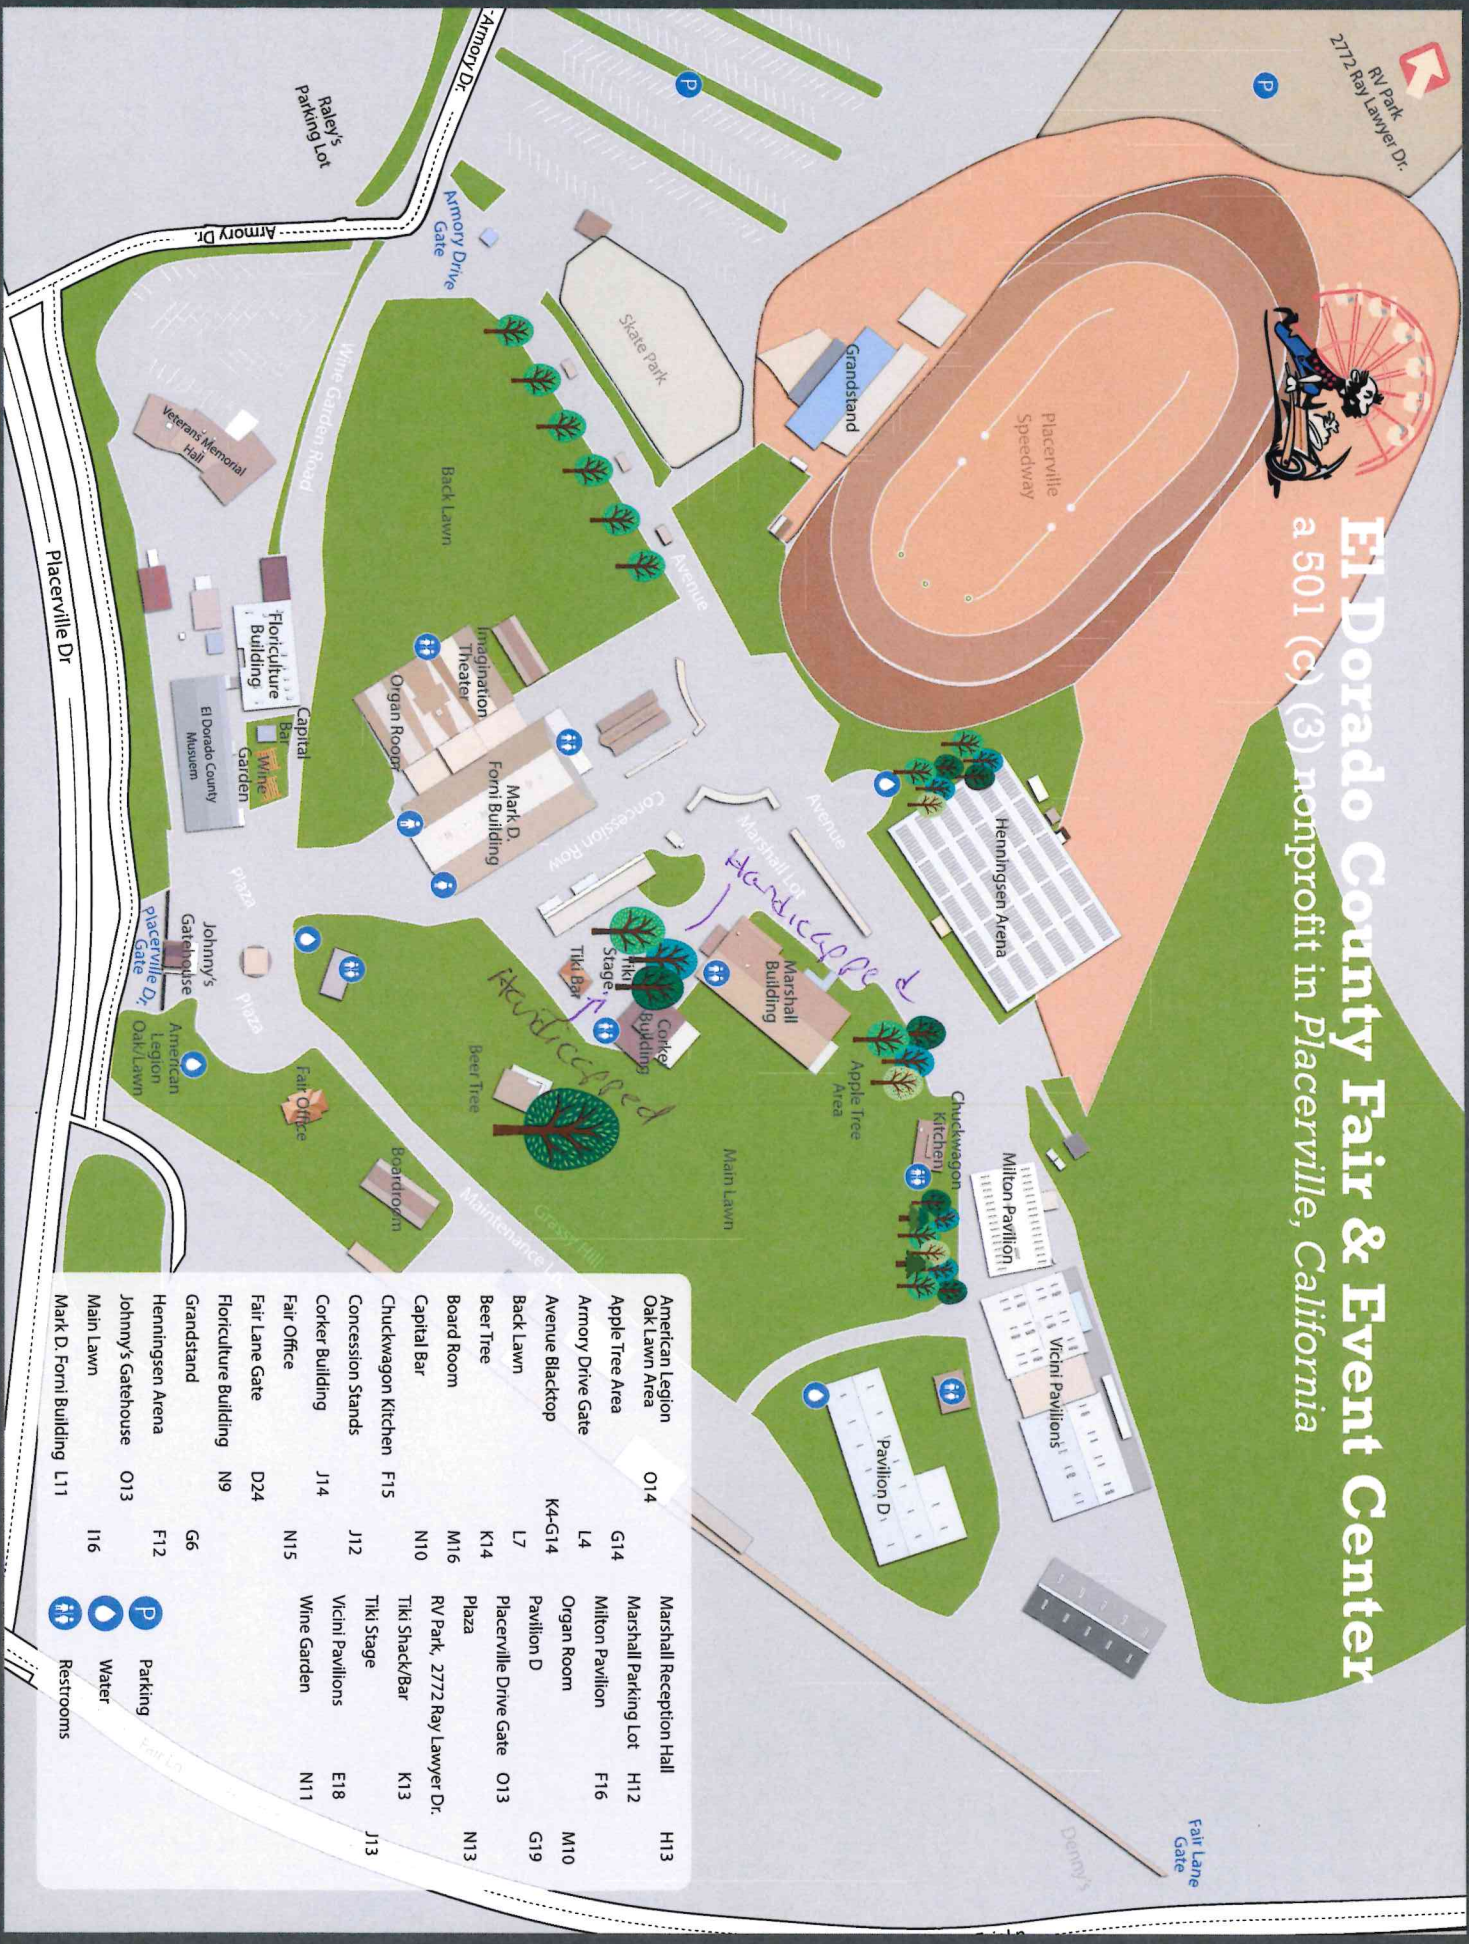 El Dorado County Fair & Event Center
a 501 (c) (3) nonprofit in Placerville, California
RV Park
2772 Ray Lawyer Dr.
P
P
Armory Dr.
Raley's
Parking Lot
Armory Dr.
Armory Drive
Gate
Skate Park
Grandstand
Placerville
Speedway
Wine Garden Road
Veterans Memorial
Hall
Back Lawn
Avenue
Placerville Dr
Floriculture
Building
Imagination
Theater
Organ Room
Capital
Bar
Wine
Garden
El Dorado County
Musuem
Mark D.
Forni Building
Concession Row
Marshall Lot
Avenue
Henningsen Arena
Handicapped
Plaza
Johnny's
Gatehouse
Placerville Dr.
Gate
Plaza
Tiki
Stage
Tiki Bar
Marshall
Building
Corker
Building
Handicapped
American
Legion
Oak/Lawn
Fair Office
Beer Tree
Apple Tree
Area
Chuckwagon
Kitchen
Boardroom
Main Lawn
Milton Pavilion
Maintenance Ln.
Grassy Hill
Vicini Pavilions
Pavilion D
Fair Lane
Gate
Denny's
Fair Ln
American Legion
Oak Lawn Area O14
Apple Tree Area G14
Armory Drive Gate L4
Avenue Blacktop K4-G14
Back Lawn L7
Beer Tree K14
Board Room M16
Capital Bar N10
Chuckwagon Kitchen F15
Concession Stands J12
Corker Building J14
Fair Office N15
Fair Lane Gate D24
Floriculture Building N9
Grandstand G6
Henningsen Arena F12
Johnny's Gatehouse O13
Main Lawn I16
Mark D. Forni Building L11
Marshall Reception Hall H13
Marshall Parking Lot H12
Milton Pavilion F16
Organ Room M10
Pavilion D G19
Placerville Drive Gate O13
Plaza N13
RV Park, 2772 Ray Lawyer Dr.
Tiki Shack/Bar K13
Tiki Stage J13
Vicini Pavilions E18
Wine Garden N11
P Parking
Water
Restrooms